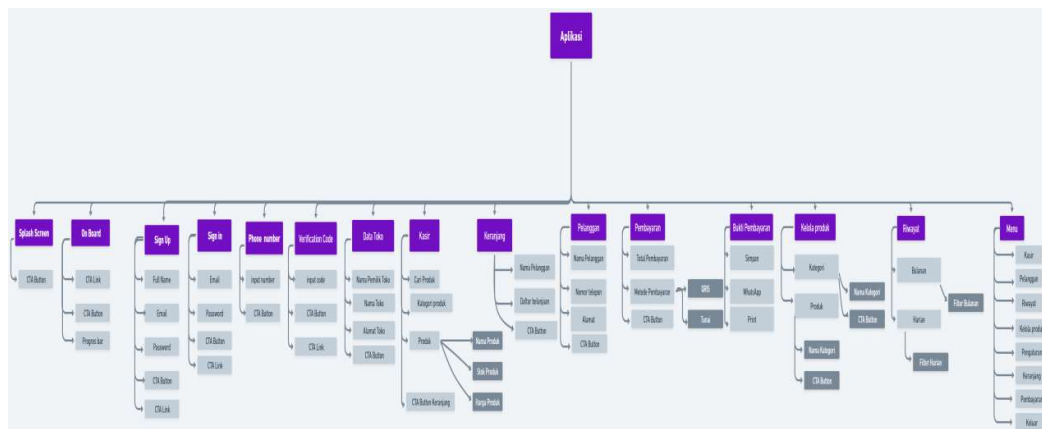 Aplikasi
Splash Screen
CTA Button
On Board
CTA Link
CTA Button
Progres bar
Sign Up
Full Name
Email
Password
CTA Button
CTA Link
Sign in
Email
Password
CTA Button
CTA Link
Phone number
input number
CTA Button
Verification Code
input code
CTA Button
CTA Link
Data Toko
Nama Pemilik Toko
Nama Toko
Alamat Toko
CTA Button
Kasir
Cari Produk
Kategori produk
Produk
Nama Produk
Stok Produk
Harga Produk
CTA Button Keranjang
Keranjang
Nama Pelanggan
Daftar belanjaan
CTA Button
Pelanggan
Nama Pelanggan
Nomor telepon
Alamat
CTA Button
Pembayaran
Total Pembayaran
Metode Pembayaran
QRIS
Tunai
CTA Button
Bukti Pembayaran
Simpan
WhatsApp
Print
Kelola produk
Kategori
Nama Kategori
CTA Button
Produk
Nama Kategori
CTA Button
Riwayat
Bulanan
Filter Bulanan
Harian
Filter Harian
Menu
Kasir
Pelanggan
Riwayat
Kelola produk
Pengaturan
Keranjang
Pembayaran
Keluar